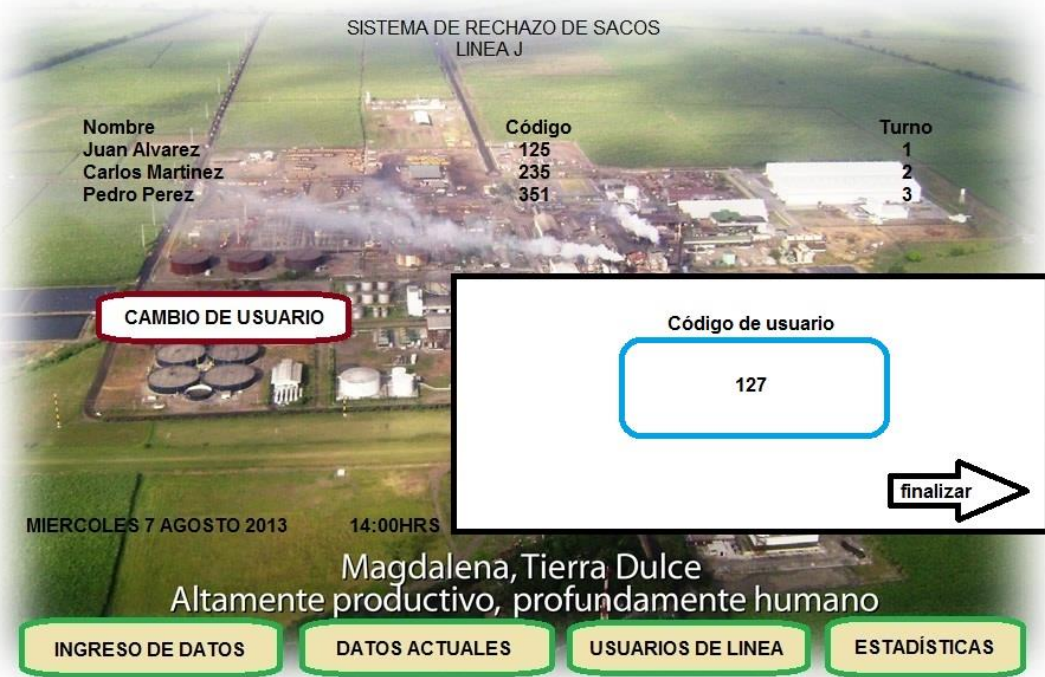 SISTEMA DE RECHAZO DE SACOS
LINEA J
Nombre Código Turno
Juan Alvarez 125 1
Carlos Martinez 235 2
Pedro Perez 351 3
CAMBIO DE USUARIO
Código de usuario
127
finalizar
MIERCOLES 7 AGOSTO 2013 14:00HRS
Magdalena, Tierra Dulce
Altamente productivo, profundamente humano
INGRESO DE DATOS DATOS ACTUALES USUARIOS DE LINEA ESTADÍSTICAS